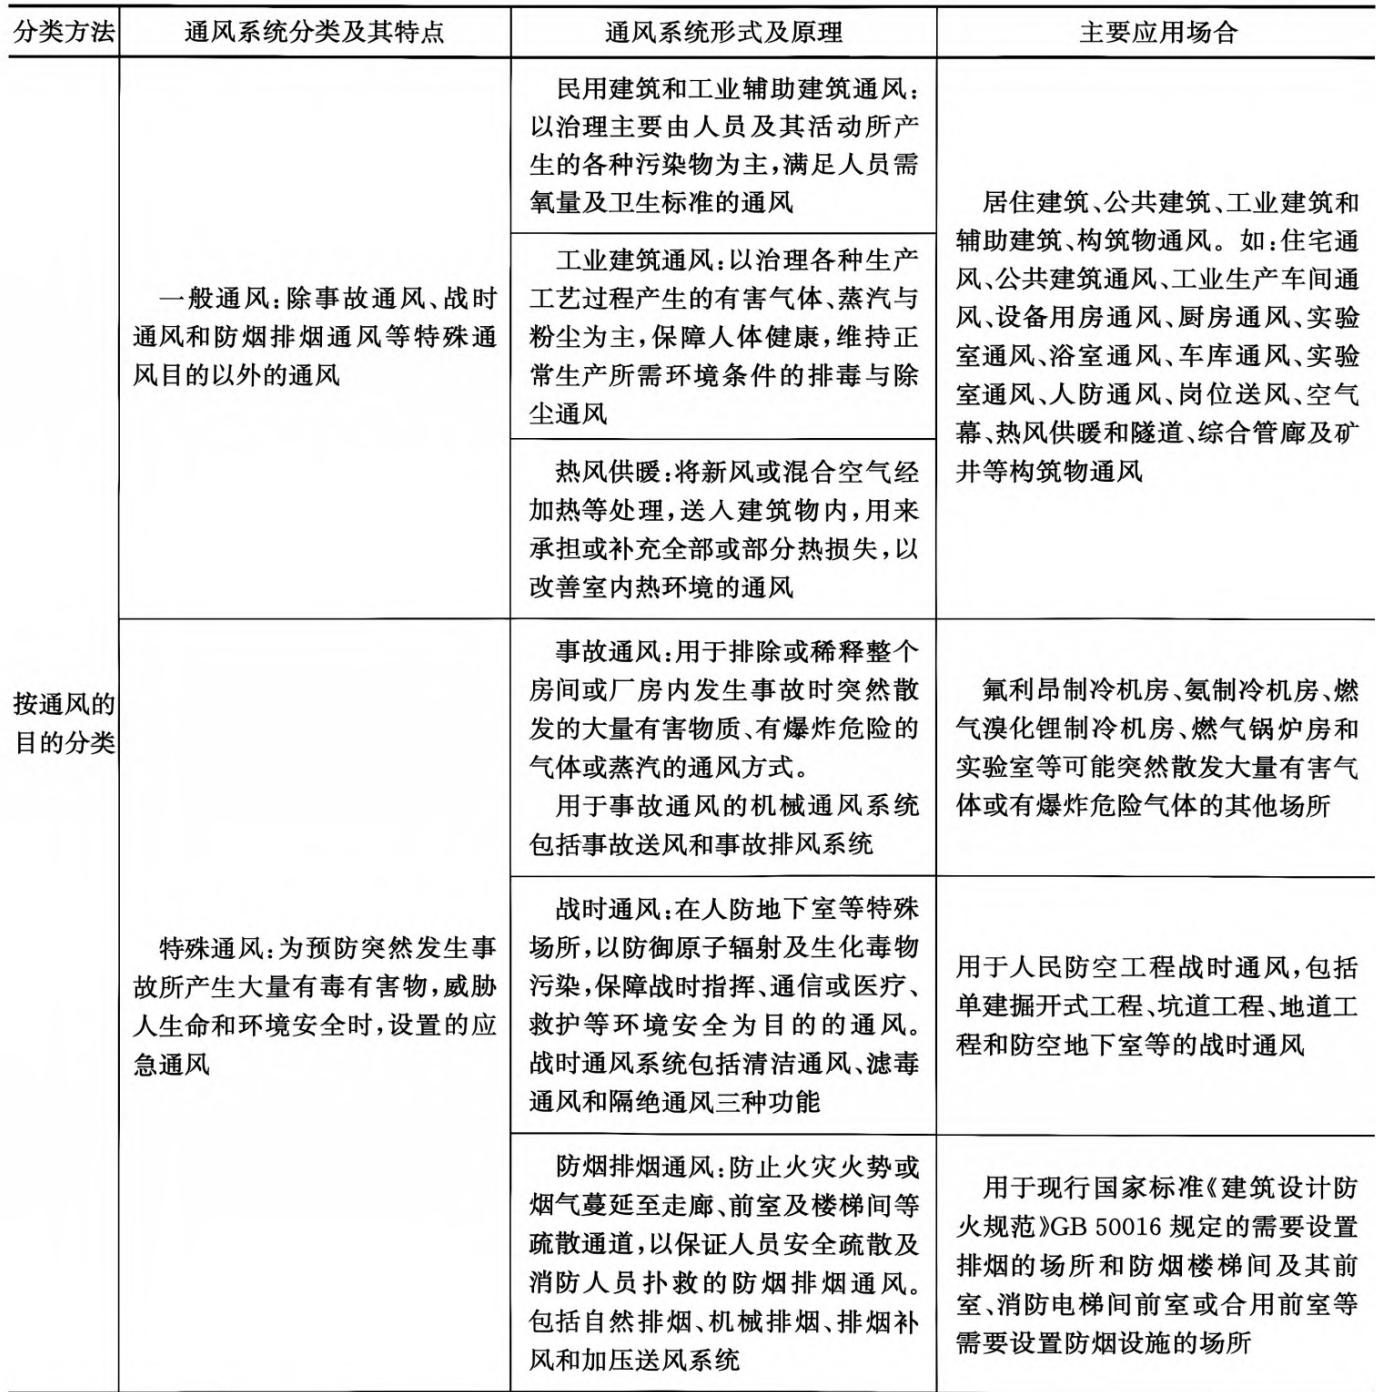 分类方法
通风系统分类及其特点
通风系统形式及原理
主要应用场合
按通风的
目的分类
一般通风:除事故通风、战时
通风和防烟排烟通风等特殊通
风目的以外的通风
民用建筑和工业辅助建筑通风:
以治理主要由人员及其活动所产
生的各种污染物为主,满足人员需
氧量及卫生标准的通风
工业建筑通风:以治理各种生产
工艺过程产生的有害气体、蒸汽与
粉尘为主,保障人体健康,维持正
常生产所需环境条件的排毒与除
尘通风
热风供暖:将新风或混合空气经
加热等处理,送人建筑物内,用来
承担或补充全部或部分热损失,以
改善室内热环境的通风
居住建筑、公共建筑、工业建筑和
辅助建筑、构筑物通风。如:住宅通
风、公共建筑通风、工业生产车间通
风、设备用房通风、厨房通风、实验
室通风、浴室通风、车库通风、实验
室通风、人防通风、岗位送风、空气
幕、热风供暖和隧道、综合管廊及矿
井等构筑物通风
特殊通风:为预防突然发生事
故所产生大量有毒有害物,威胁
人生命和环境安全时,设置的应
急通风
事故通风:用于排除或稀释整个
房间或厂房内发生事故时突然散
发的大量有害物质、有爆炸危险的
气体或蒸汽的通风方式。
用于事故通风的机械通风系统
包括事故送风和事故排风系统
氟利昂制冷机房、氨制冷机房、燃
气溴化锂制冷机房、燃气锅炉房和
实验室等可能突然散发大量有害气
体或有爆炸危险气体的其他场所
战时通风:在人防地下室等特殊
场所,以防御原子辐射及生化毒物
污染,保障战时指挥、通信或医疗、
救护等环境安全为目的的通风。
战时通风系统包括清洁通风、滤毒
通风和隔绝通风三种功能
用于人民防空工程战时通风,包括
单建掘开式工程、坑道工程、地道工
程和防空地下室等的战时通风
防烟排烟通风:防止火灾火势或
烟气蔓延至走廊、前室及楼梯间等
疏散通道,以保证人员安全疏散及
消防人员扑救的防烟排烟通风。
包括自然排烟、机械排烟、排烟补
风和加压送风系统
用于现行国家标准《建筑设计防
火规范》GB 50016 规定的需要设置
排烟的场所和防烟楼梯间及其前
室、消防电梯间前室或合用前室等
需要设置防烟设施的场所